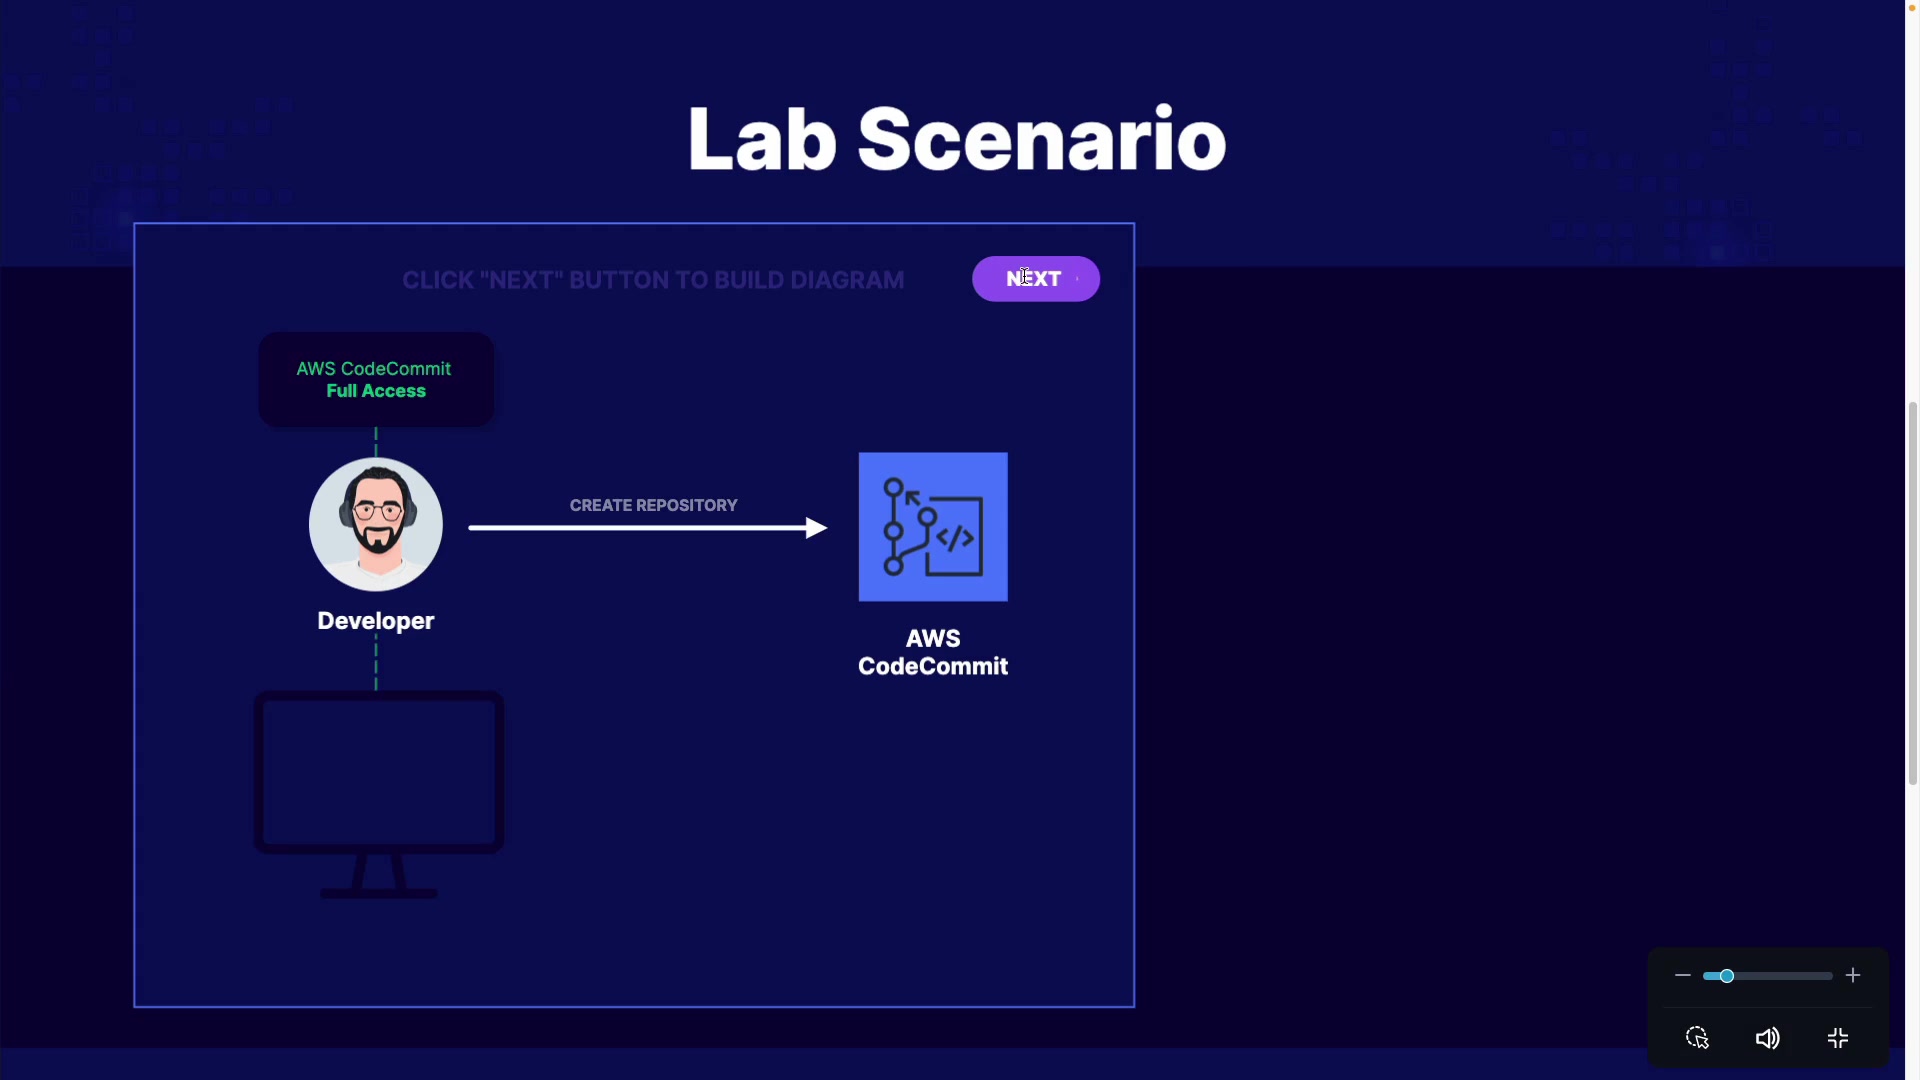 Lab Scenario
CLICK "NEXT" BUTTON TO BUILD DIAGRAM
NEXT
AWS CodeCommit
Full Access
CREATE REPOSITORY
Developer
AWS
CodeCommit